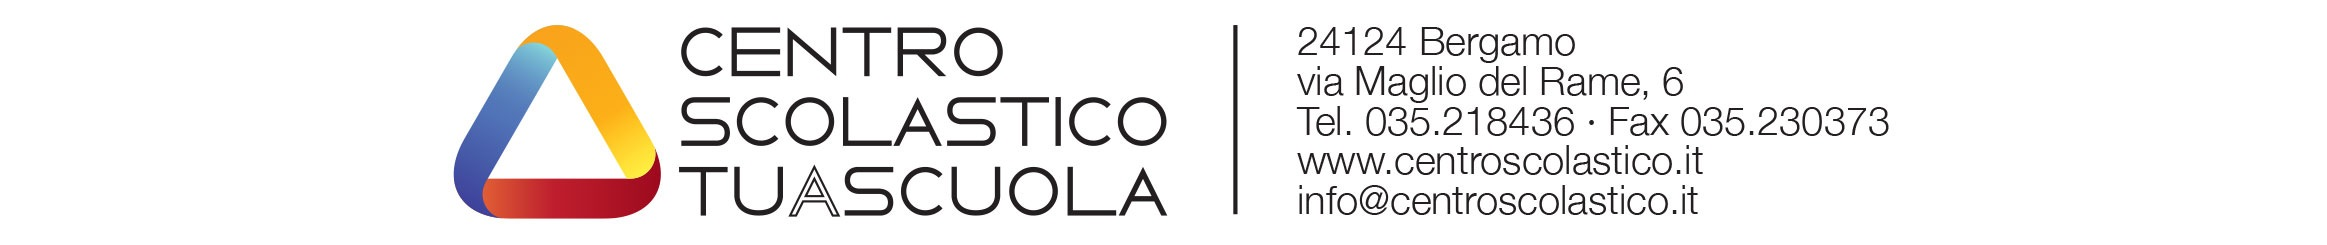 CENTRO
SCOLASTICO
TUASCUOLA
24124 Bergamo
via Maglio del Rame, 6
Tel. 035.218436 · Fax 035.230373
www.centroscolastico.it
info@centroscolastico.it